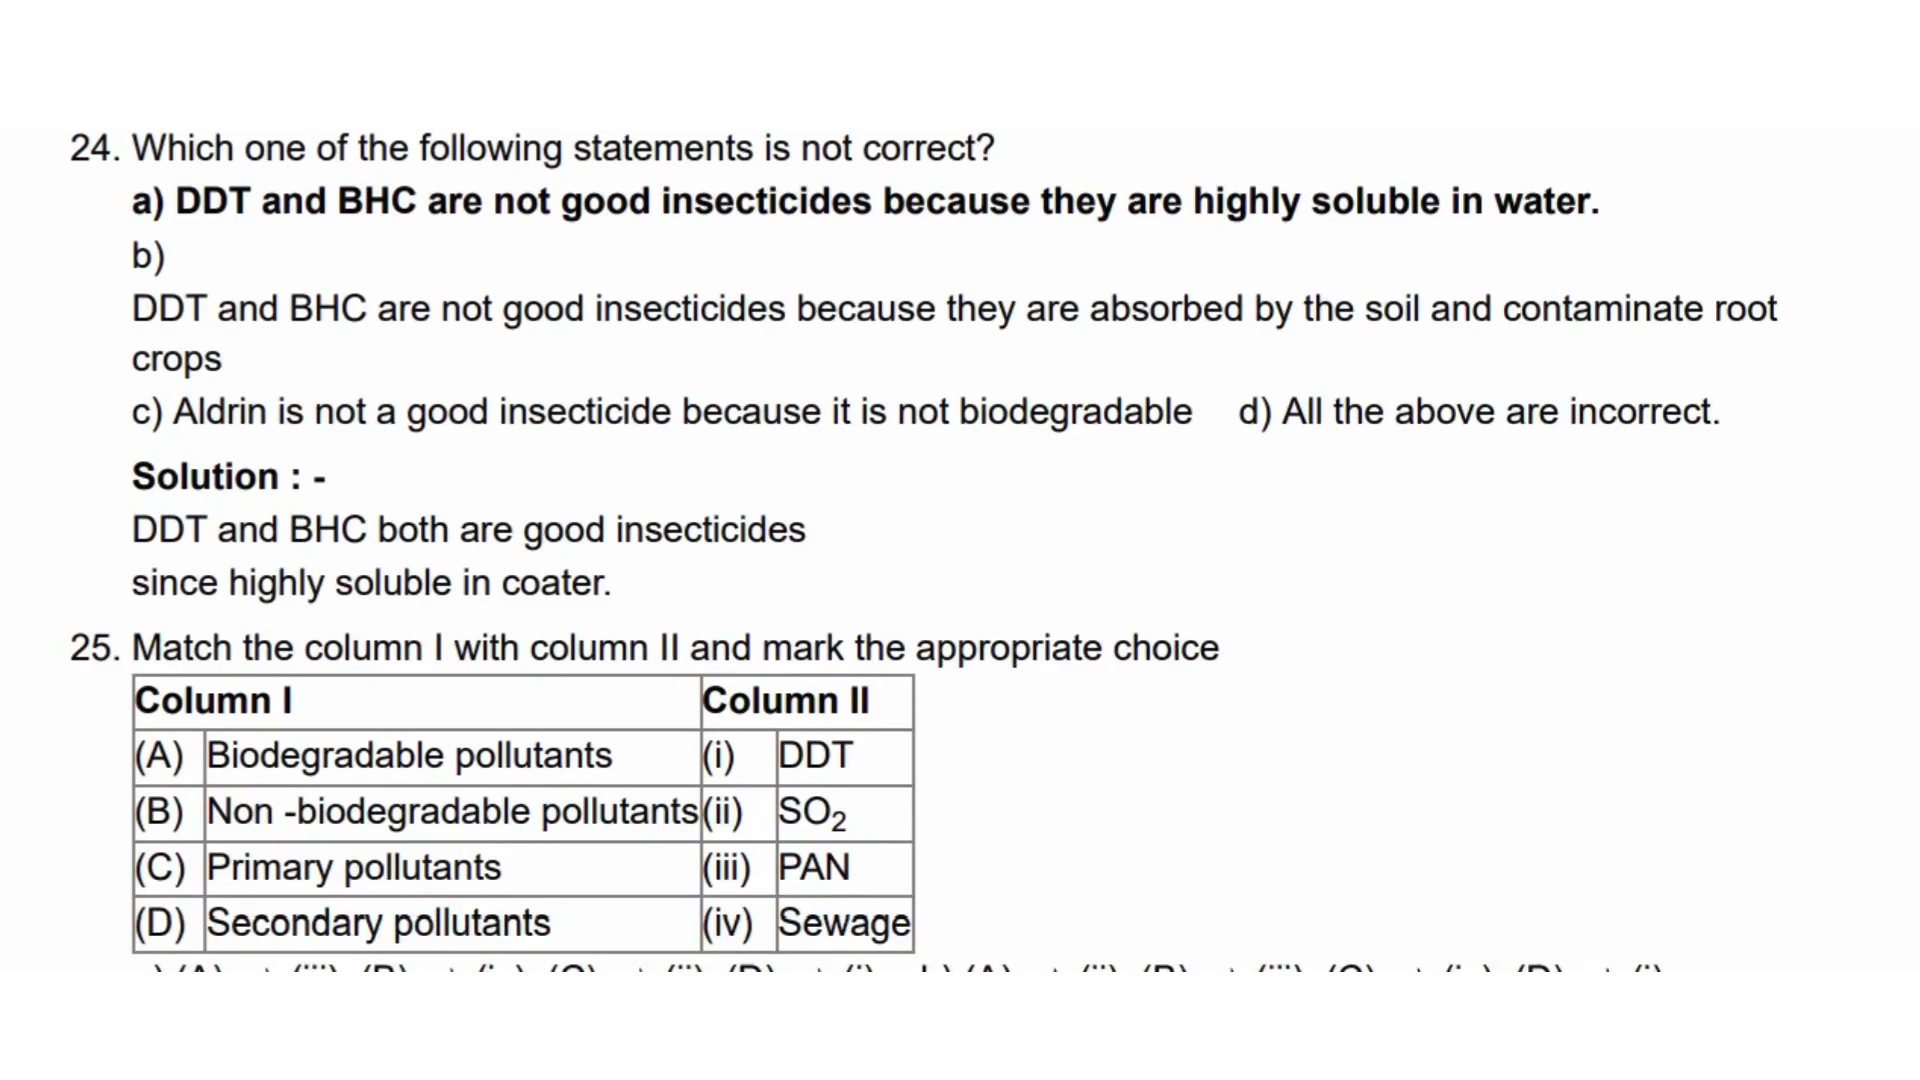 24. Which one of the following statements is not correct?
a) DDT and BHC are not good insecticides because they are highly soluble in water.
b)
DDT and BHC are not good insecticides because they are absorbed by the soil and contaminate root
crops
c) Aldrin is not a good insecticide because it is not biodegradable d) All the above are incorrect.
Solution : -
DDT and BHC both are good insecticides
since highly soluble in coater.
25. Match the column I with column II and mark the appropriate choice
Column I Column II
(A) Biodegradable pollutants (i) DDT
(B) Non -biodegradable pollutants (ii) SO₂
(C) Primary pollutants (iii) PAN
(D) Secondary pollutants (iv) Sewage